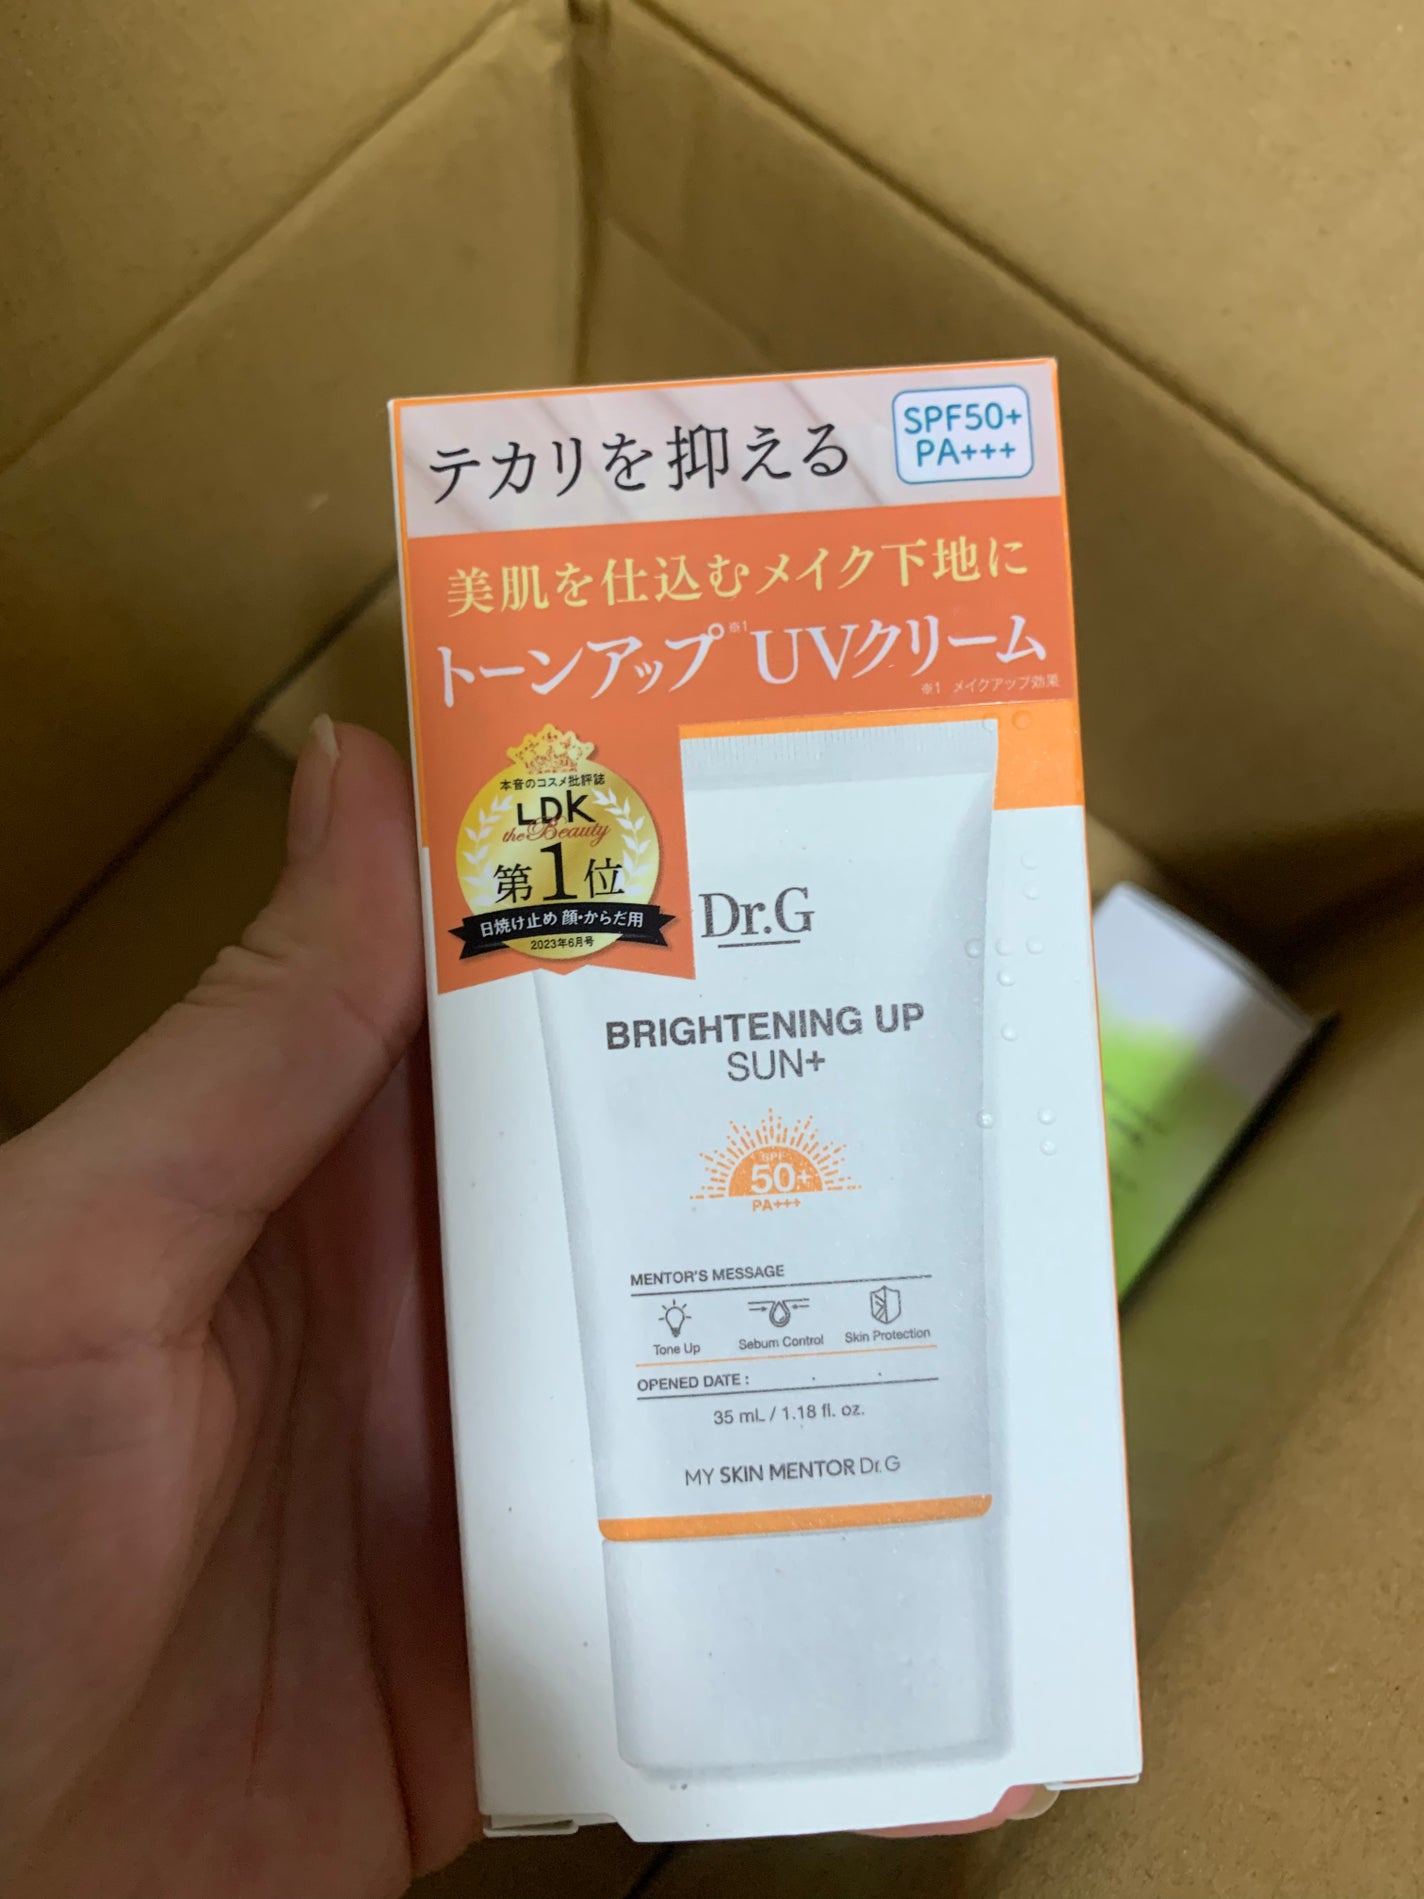 テカリを抑える
SPF50+
PA+++
美肌を仕込むメイク下地に
トーンアップ※1 UVクリーム
※1 メイクアップ効果
本音のコスメ批評誌
LDK
the Beauty
第1位
日焼け止め 顔・からだ用
2023年6月号
Dr.G
BRIGHTENING UP
SUN+
SPF
50+
PA+++
MENTOR'S MESSAGE
Tone Up Sebum Control Skin Protection
OPENED DATE : . .
35 mL / 1.18 fl. oz.
MY SKIN MENTOR Dr.G